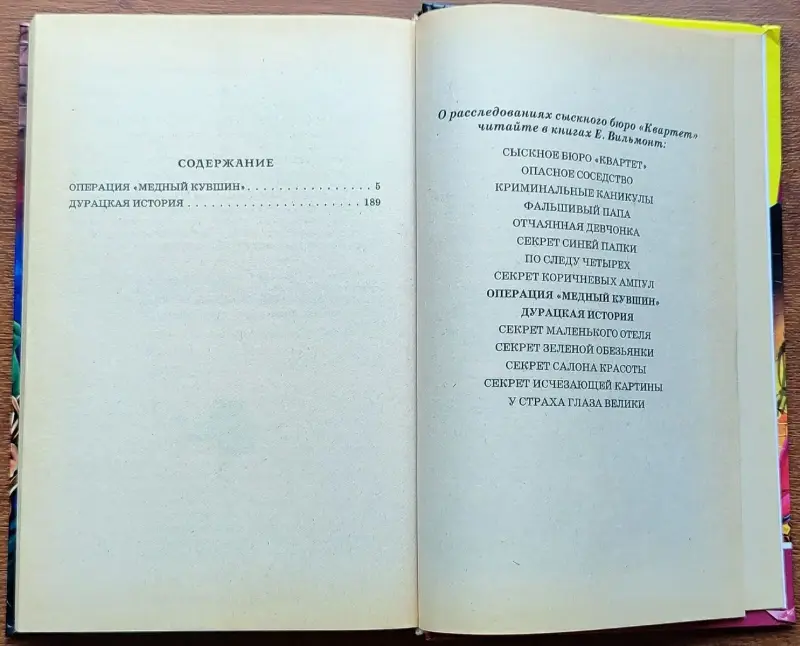 СОДЕРЖАНИЕ
ОПЕРАЦИЯ «МЕДНЫЙ КУВШИН» . . . . . . . . . . . . . . . . 5
ДУРАЦКАЯ ИСТОРИЯ . . . . . . . . . . . . . . . . . . . . . . 189
О расследованиях сыскного бюро «Квартет»
читайте в книгах Е. Вильмонт:
СЫСКНОЕ БЮРО «КВАРТЕТ»
ОПАСНОЕ СОСЕДСТВО
КРИМИНАЛЬНЫЕ КАНИКУЛЫ
ФАЛЬШИВЫЙ ПАПА
ОТЧАЯННАЯ ДЕВЧОНКА
СЕКРЕТ СИНЕЙ ПАПКИ
ПО СЛЕДУ ЧЕТЫРЕХ
СЕКРЕТ КОРИЧНЕВЫХ АМПУЛ
ОПЕРАЦИЯ «МЕДНЫЙ КУВШИН»
ДУРАЦКАЯ ИСТОРИЯ
СЕКРЕТ МАЛЕНЬКОГО ОТЕЛЯ
СЕКРЕТ ЗЕЛЕНОЙ ОБЕЗЬЯНКИ
СЕКРЕТ САЛОНА КРАСОТЫ
СЕКРЕТ ИСЧЕЗАЮЩЕЙ КАРТИНЫ
У СТРАХА ГЛАЗА ВЕЛИКИ